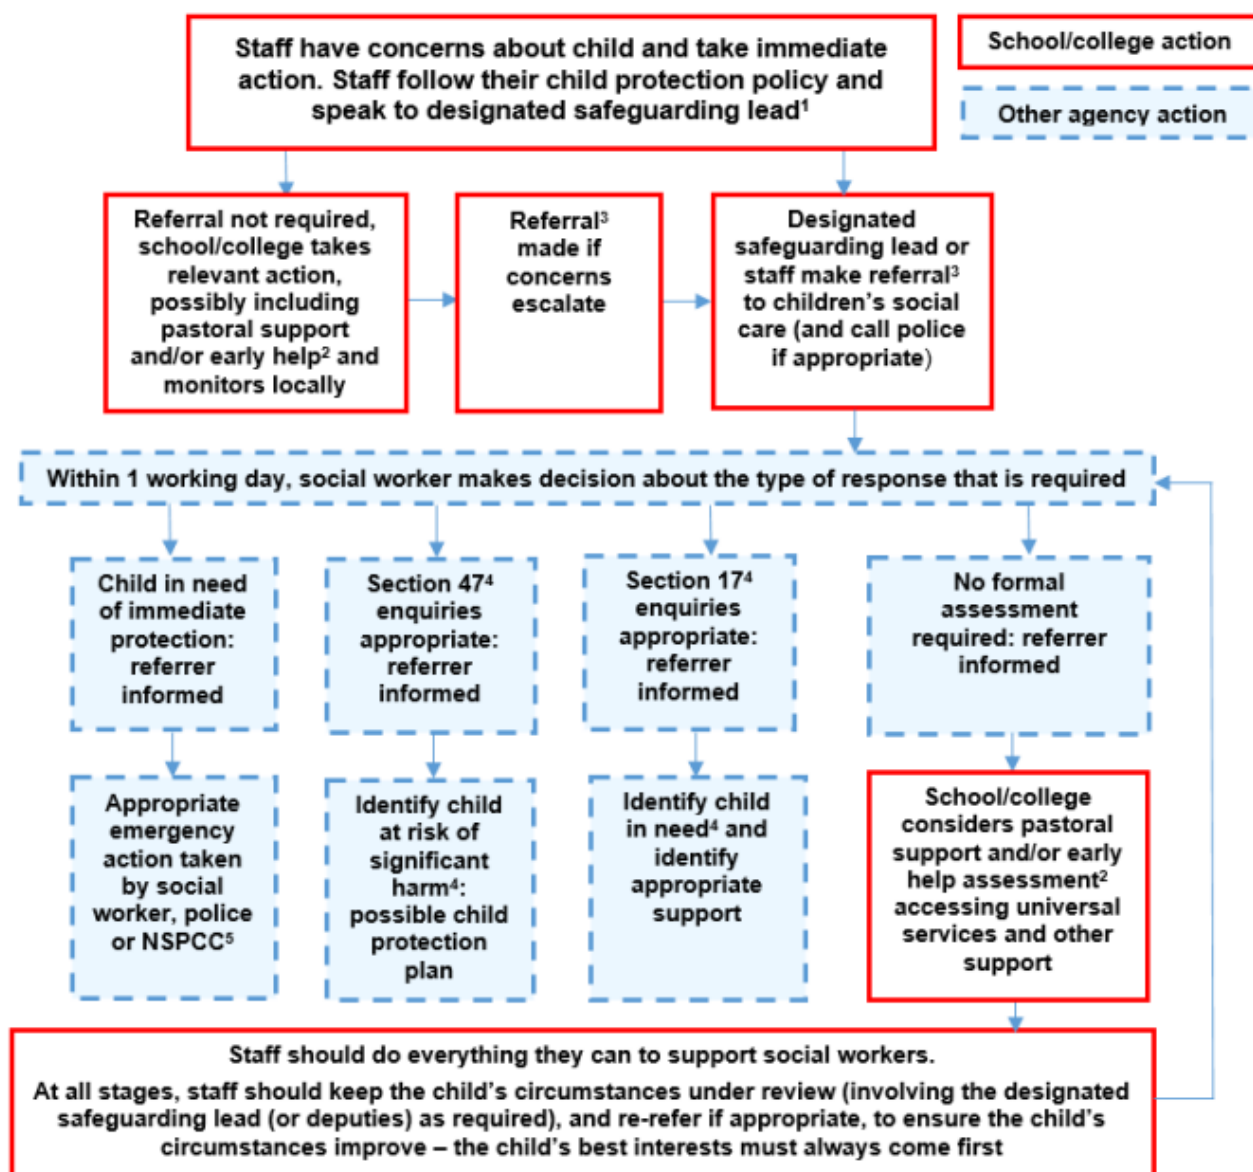 Staff have concerns about child and take immediate
action. Staff follow their child protection policy and
speak to designated safeguarding lead¹
School/college action
Other agency action
Referral not required,
school/college takes
relevant action,
possibly including
pastoral support
and/or early help² and
monitors locally
Referral³
made if
concerns
escalate
Designated
safeguarding lead or
staff make referral³
to children’s social
care (and call police
if appropriate)
Within 1 working day, social worker makes decision about the type of response that is required
Child in need
of immediate
protection:
referrer
informed
Section 47⁴
enquiries
appropriate:
referrer
informed
Section 17⁴
enquiries
appropriate:
referrer
informed
No formal
assessment
required: referrer
informed
Appropriate
emergency
action taken
by social
worker, police
or NSPCC⁵
Identify child
at risk of
significant
harm⁴:
possible child
protection
plan
Identify child
in need⁴ and
identify
appropriate
support
School/college
considers pastoral
support and/or early
help assessment²
accessing universal
services and other
support
Staff should do everything they can to support social workers.
At all stages, staff should keep the child’s circumstances under review (involving the designated
safeguarding lead (or deputies) as required), and re-refer if appropriate, to ensure the child’s
circumstances improve – the child’s best interests must always come first